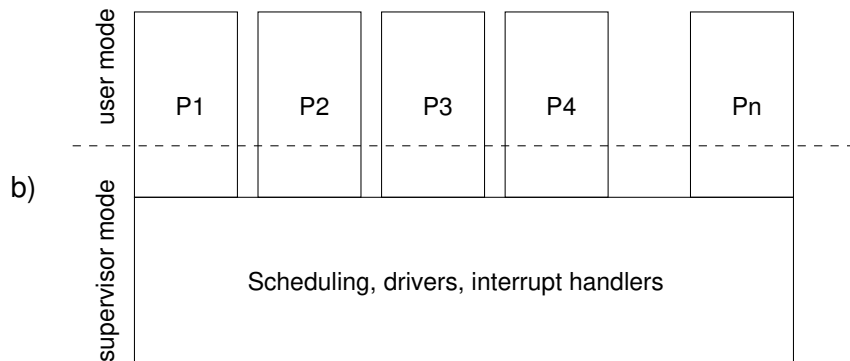 user mode
P1
P2
P3
P4
Pn
b)
supervisor mode
Scheduling, drivers, interrupt handlers